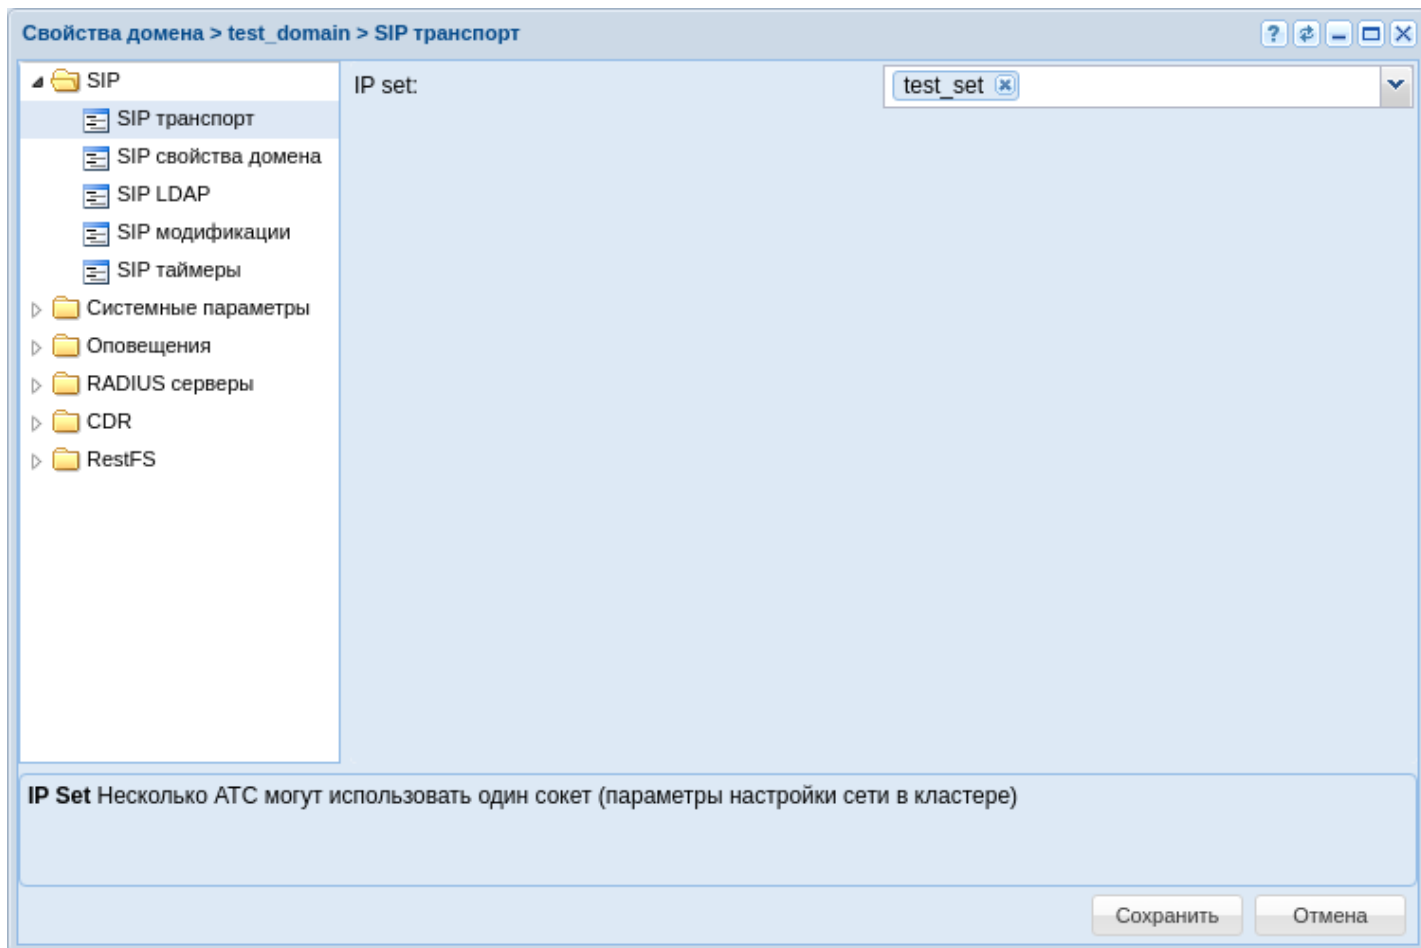 Свойства домена > test_domain > SIP транспорт
SIP
IP set:
test_set
SIP транспорт
SIP свойства домена
SIP LDAP
SIP модификации
SIP таймеры
Системные параметры
Оповещения
RADIUS серверы
CDR
RestFS
IP Set Несколько АТС могут использовать один сокет (параметры настройки сети в кластере)
Сохранить
Отмена